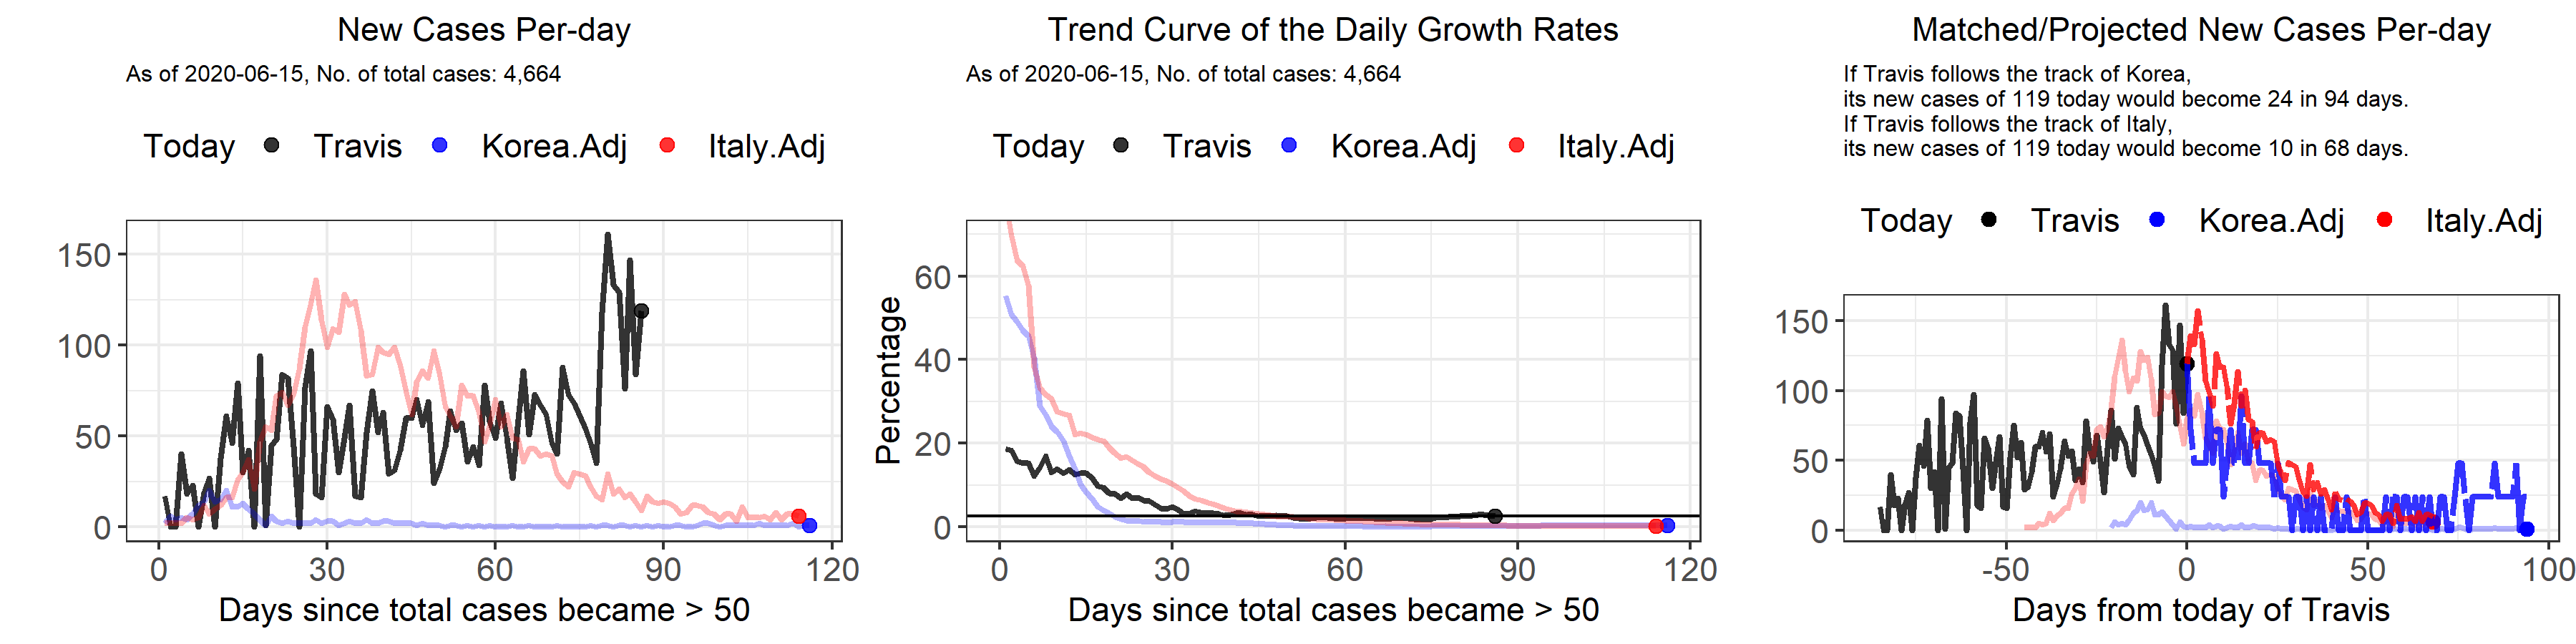 New Cases Per-day
As of 2020-06-15, No. of total cases: 4,664
Today Travis Korea.Adj Italy.Adj
150
100
50
0
0 30 60 90 120
Days since total cases became > 50
Trend Curve of the Daily Growth Rates
As of 2020-06-15, No. of total cases: 4,664
Today Travis Korea.Adj Italy.Adj
Percentage
60
40
20
0
0 30 60 90 120
Days since total cases became > 50
Matched/Projected New Cases Per-day
If Travis follows the track of Korea,
its new cases of 119 today would become 24 in 94 days.
If Travis follows the track of Italy,
its new cases of 119 today would become 10 in 68 days.
Today Travis Korea.Adj Italy.Adj
150
100
50
0
-50 0 50 100
Days from today of Travis